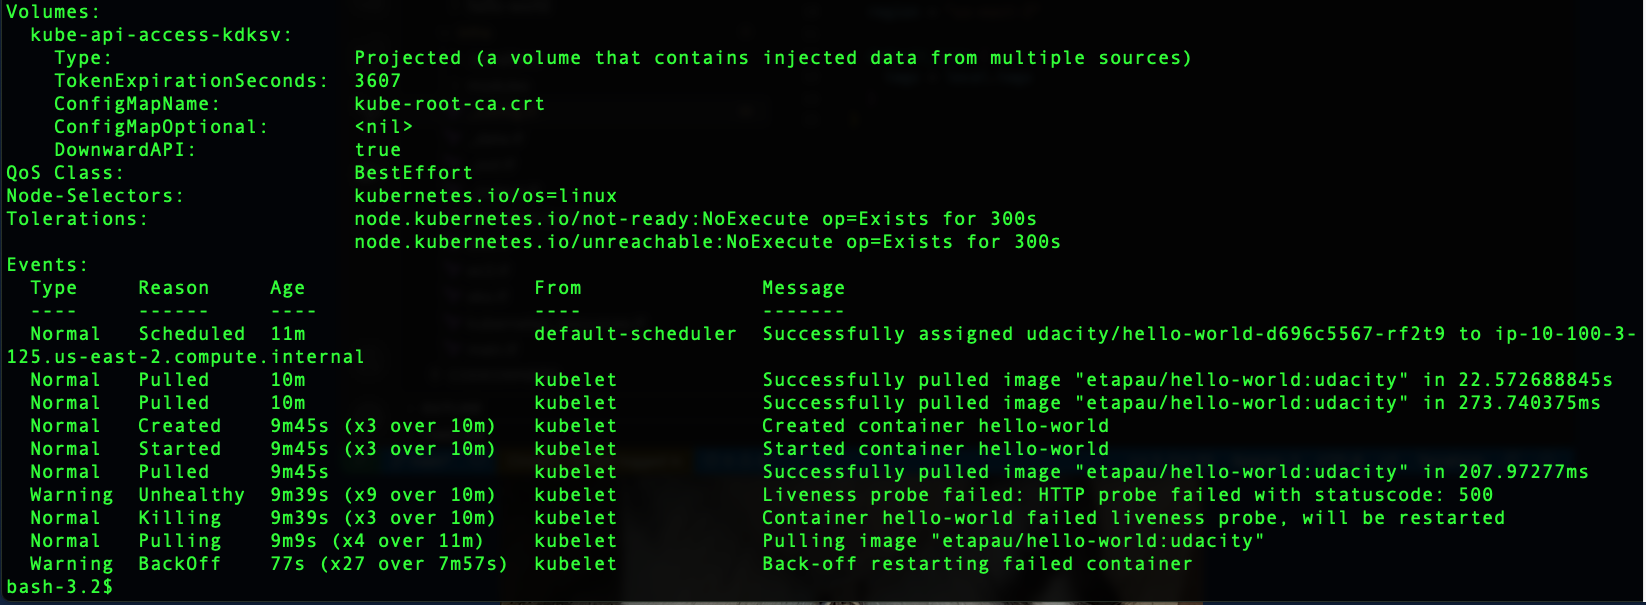 Volumes:
  kube-api-access-kdksv:
    Type:                    Projected (a volume that contains injected data from multiple sources)
    TokenExpirationSeconds:  3607
    ConfigMapName:           kube-root-ca.crt
    ConfigMapOptional:       <nil>
    DownwardAPI:             true
QoS Class:                   BestEffort
Node-Selectors:              kubernetes.io/os=linux
Tolerations:                 node.kubernetes.io/not-ready:NoExecute op=Exists for 300s
                             node.kubernetes.io/unreachable:NoExecute op=Exists for 300s
Events:
  Type     Reason     Age                   From               Message
  ----     ------     ----                  ----               -------
  Normal   Scheduled  11m                   default-scheduler  Successfully assigned udacity/hello-world-d696c5567-rf2t9 to ip-10-100-3-
125.us-east-2.compute.internal
  Normal   Pulled     10m                   kubelet            Successfully pulled image "etapau/hello-world:udacity" in 22.572688845s
  Normal   Pulled     10m                   kubelet            Successfully pulled image "etapau/hello-world:udacity" in 273.740375ms
  Normal   Created    9m45s (x3 over 10m)   kubelet            Created container hello-world
  Normal   Started    9m45s (x3 over 10m)   kubelet            Started container hello-world
  Normal   Pulled     9m45s                 kubelet            Successfully pulled image "etapau/hello-world:udacity" in 207.97277ms
  Warning  Unhealthy  9m39s (x9 over 10m)   kubelet            Liveness probe failed: HTTP probe failed with statuscode: 500
  Normal   Killing    9m39s (x3 over 10m)   kubelet            Container hello-world failed liveness probe, will be restarted
  Normal   Pulling    9m9s (x4 over 11m)    kubelet            Pulling image "etapau/hello-world:udacity"
  Warning  BackOff    77s (x27 over 7m57s)  kubelet            Back-off restarting failed container
bash-3.2$